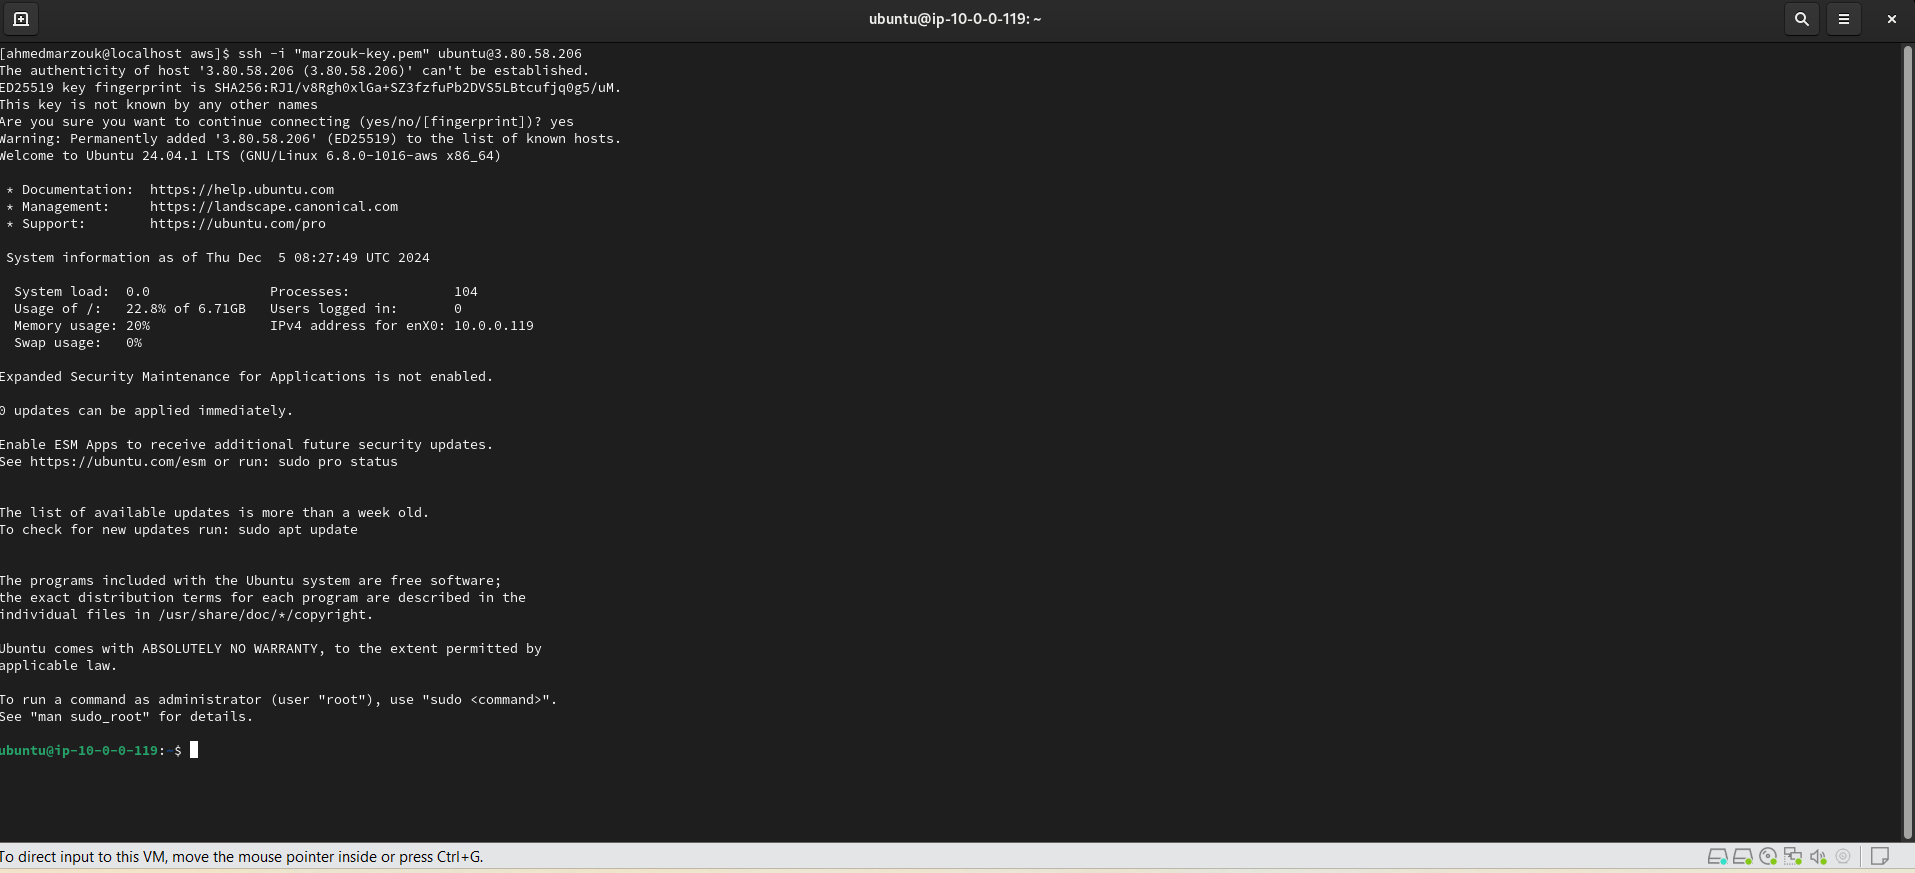 ubuntu@ip-10-0-0-119: ~
[ahmedmarzouk@localhost aws]$ ssh -i "marzouk-key.pem" ubuntu@3.80.58.206
The authenticity of host '3.80.58.206 (3.80.58.206)' can't be established.
ED25519 key fingerprint is SHA256:RJ1/v8Rgh0xlGa+SZ3fzfuPb2DVS5LBtcufjq0g5/uM.
This key is not known by any other names
Are you sure you want to continue connecting (yes/no/[fingerprint])? yes
Warning: Permanently added '3.80.58.206' (ED25519) to the list of known hosts.
Welcome to Ubuntu 24.04.1 LTS (GNU/Linux 6.8.0-1016-aws x86_64)
* Documentation:  https://help.ubuntu.com
* Management:     https://landscape.canonical.com
* Support:        https://ubuntu.com/pro
System information as of Thu Dec  5 08:27:49 UTC 2024
System load:  0.0               Processes:             104
Usage of /:   22.8% of 6.71GB   Users logged in:       0
Memory usage: 20%               IPv4 address for enX0: 10.0.0.119
Swap usage:   0%
Expanded Security Maintenance for Applications is not enabled.
0 updates can be applied immediately.
Enable ESM Apps to receive additional future security updates.
See https://ubuntu.com/esm or run: sudo pro status
The list of available updates is more than a week old.
To check for new updates run: sudo apt update
The programs included with the Ubuntu system are free software;
the exact distribution terms for each program are described in the
individual files in /usr/share/doc/*/copyright.
Ubuntu comes with ABSOLUTELY NO WARRANTY, to the extent permitted by
applicable law.
To run a command as administrator (user "root"), use "sudo <command>".
See "man sudo_root" for details.
ubuntu@ip-10-0-0-119:~$
To direct input to this VM, move the mouse pointer inside or press Ctrl+G.